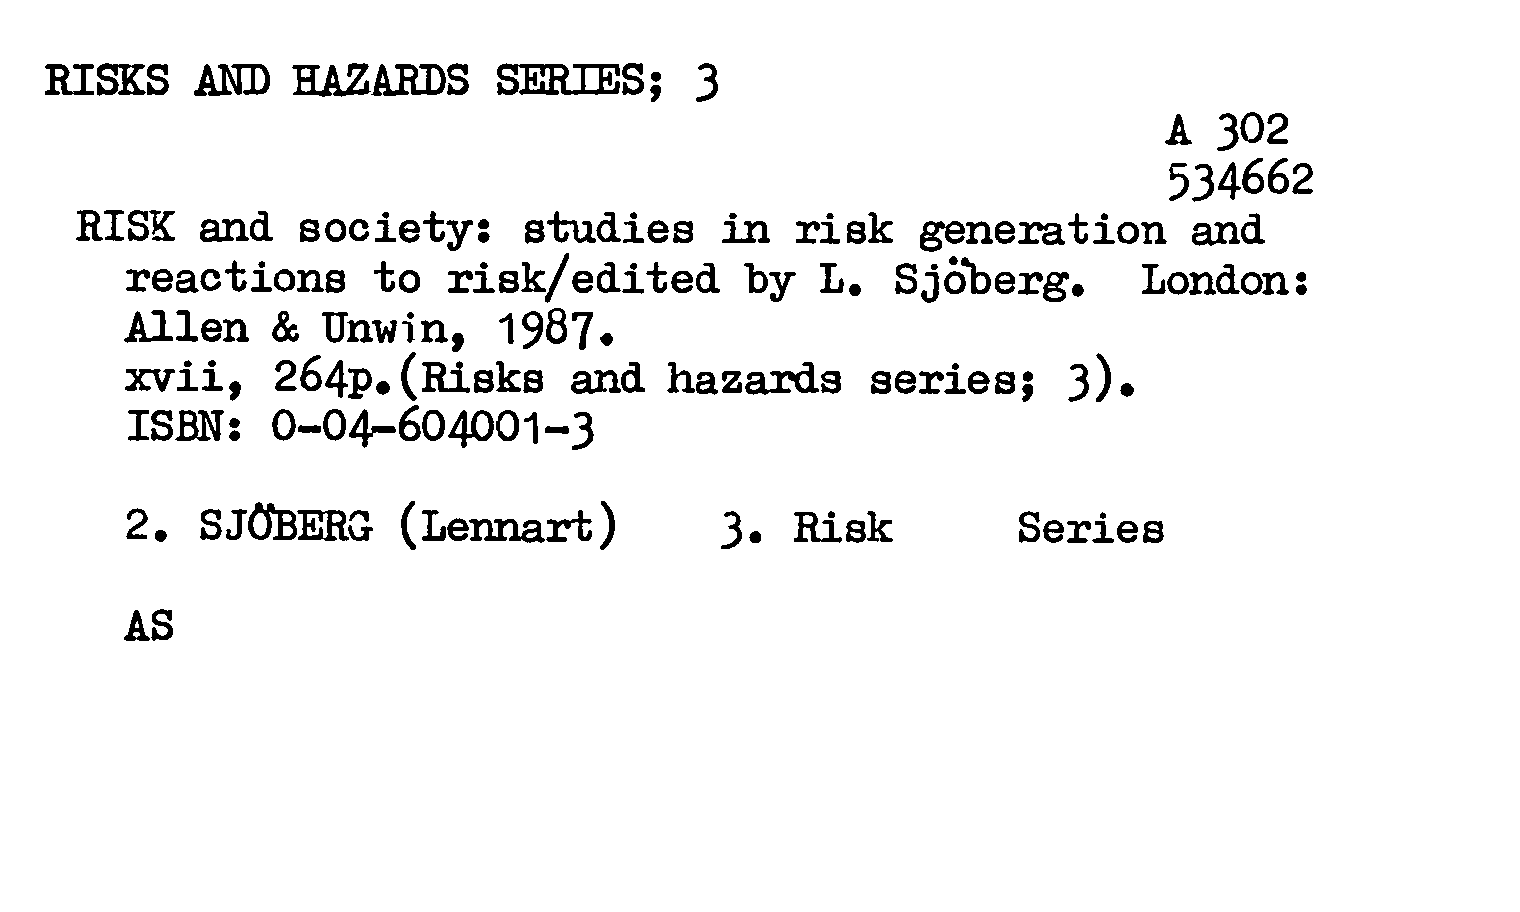 RISKS AND HAZARDS SERIES; 3
A 302
534662
RISK and society: studies in risk generation and
reactions to risk/edited by L. Sjöberg. London:
Allen & Unwin, 1987.
xvii, 264p.(Risks and hazards series; 3).
ISBN: 0-04-604001-3
2. SJÖBERG (Lennart) 3. Risk Series
AS